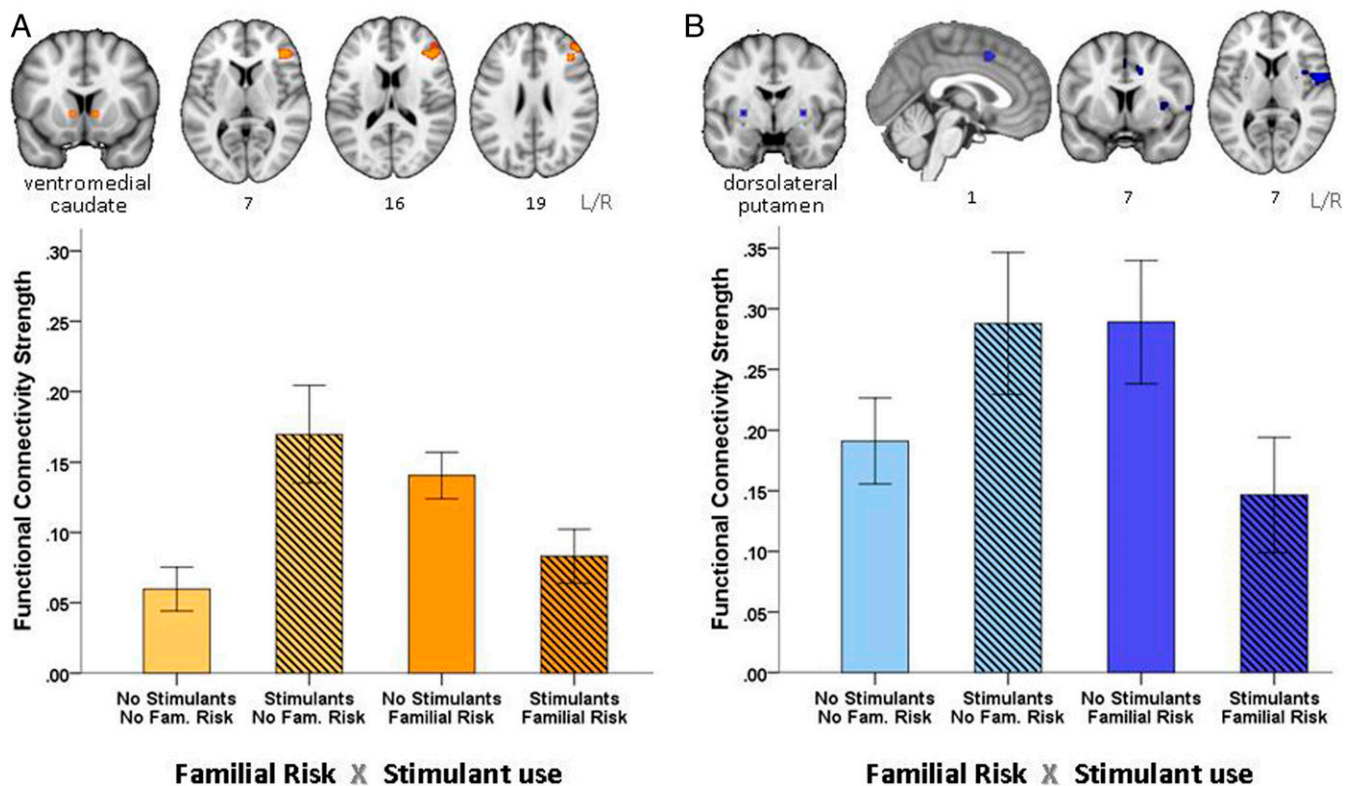 A
ventromedial
caudate
7
16
19
L/R
Functional Connectivity Strength
.30
.25
.20
.15
.10
.05
.00
No Stimulants
No Fam. Risk
Stimulants
No Fam. Risk
No Stimulants
Familial Risk
Stimulants
Familial Risk
Familial Risk X Stimulant use
B
dorsolateral
putamen
1
7
7
L/R
Functional Connectivity Strength
.35
.30
.25
.20
.15
.10
.05
.00
No Stimulants
No Fam. Risk
Stimulants
No Fam. Risk
No Stimulants
Familial Risk
Stimulants
Familial Risk
Familial Risk X Stimulant use